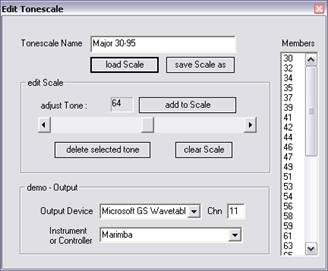 Edit Tonescale
Tonescale Name Major 30-95 Members
load Scale save Scale as
edit Scale
adjust Tone : 64 add to Scale
delete selected tone clear Scale
demo - Output
Output Device Microsoft GS Wavetabl Chn 11
Instrument
or Controller Marimba
30
32
34
35
37
39
41
42
44
46
47
49
51
53
54
56
58
59
61
63